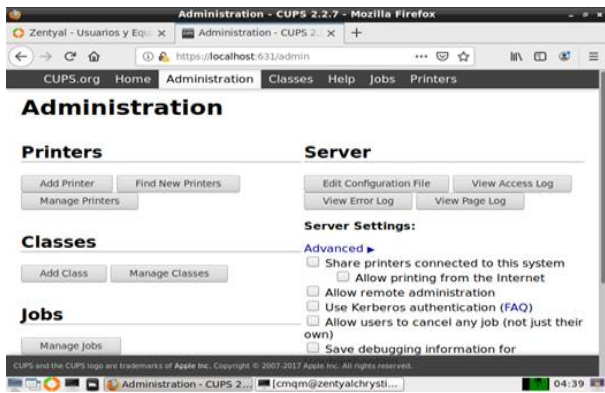 Administration - CUPS 2.2.7 - Mozilla Firefox
Zentyal - Usuarios y Equi
Administration - CUPS 2.
https://localhost:631/admin
CUPS.org Home Administration Classes Help Jobs Printers
Administration
Printers
Add Printer Find New Printers
Manage Printers
Classes
Add Class Manage Classes
Jobs
Manage Jobs
Server
Edit Configuration File View Access Log
View Error Log View Page Log
Server Settings:
Advanced ▸
Share printers connected to this system
Allow printing from the Internet
Allow remote administration
Use Kerberos authentication (FAQ)
Allow users to cancel any job (not just their
own)
Save debugging information for
CUPS and the CUPS logo are trademarks of Apple Inc. Copyright © 2007-2017 Apple Inc. All rights reserved.
Administration - CUPS 2... [cmqm@zentyalchrysti... 04:39